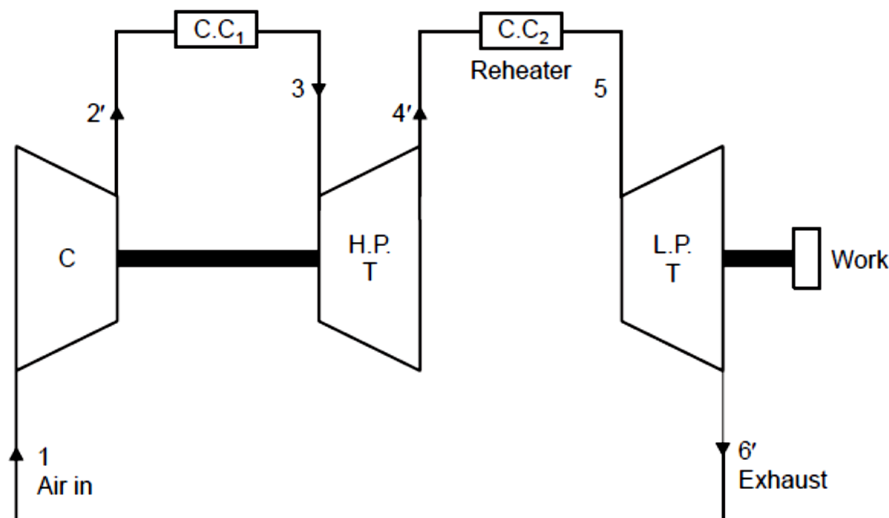 C.C₁
C.C₂
Reheater
3
5
2′
4′
C
H.P.
T
L.P.
T
Work
1
Air in
6′
Exhaust